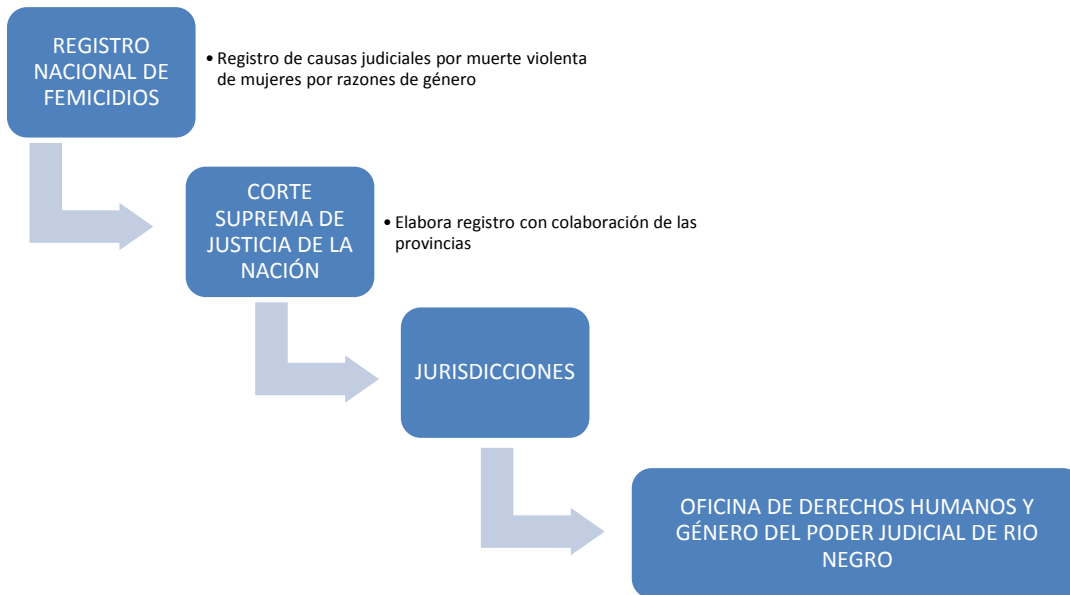 REGISTRO
NACIONAL DE
FEMICIDIOS
• Registro de causas judiciales por muerte violenta
de mujeres por razones de género
CORTE
SUPREMA DE
JUSTICIA DE LA
NACIÓN
• Elabora registro con colaboración de las
provincias
JURISDICCIONES
OFICINA DE DERECHOS HUMANOS Y
GÉNERO DEL PODER JUDICIAL DE RIO
NEGRO